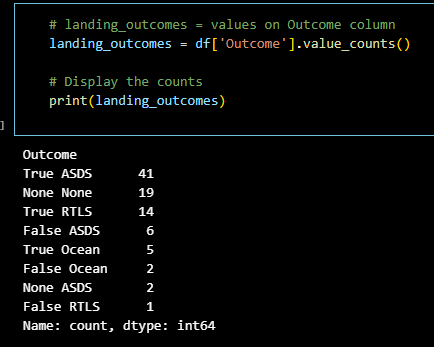 # landing_outcomes = values on Outcome column
landing_outcomes = df['Outcome'].value_counts()
# Display the counts
print(landing_outcomes)
]
Outcome
True ASDS      41
None None      19
True RTLS      14
False ASDS      6
True Ocean      5
False Ocean     2
None ASDS       2
False RTLS      1
Name: count, dtype: int64